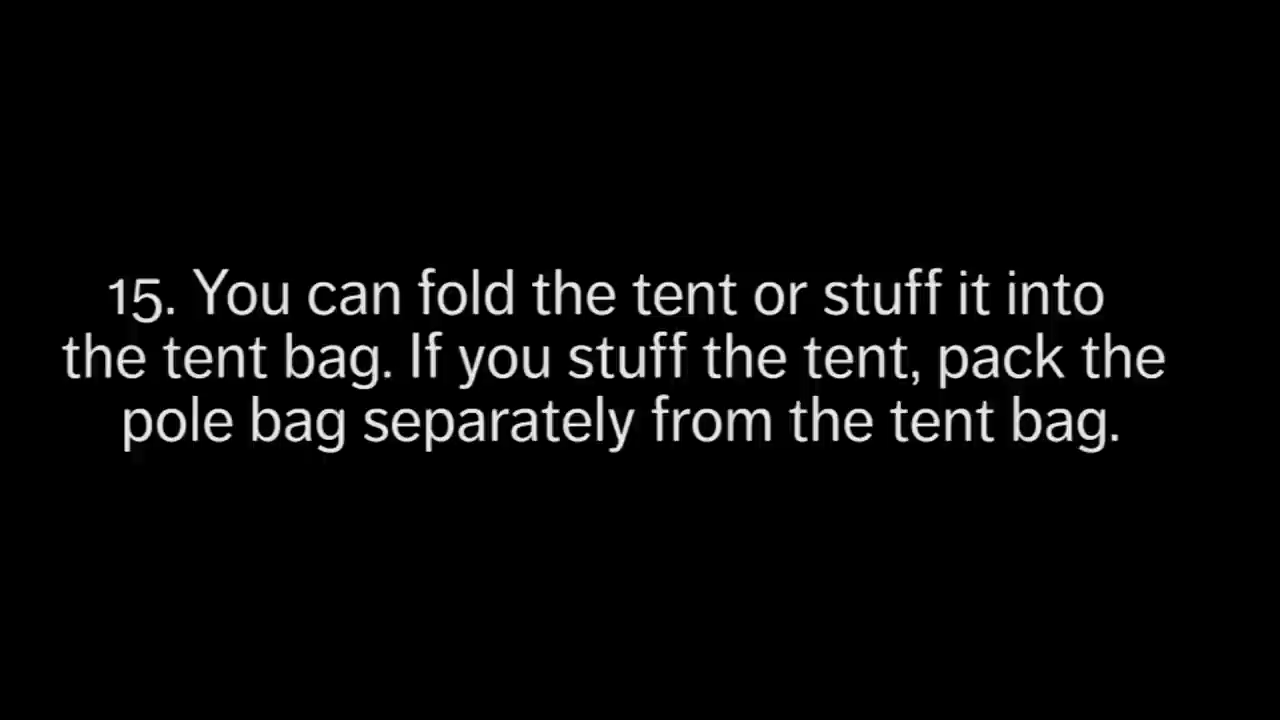 15. You can fold the tent or stuff it into
the tent bag. If you stuff the tent, pack the
pole bag separately from the tent bag.